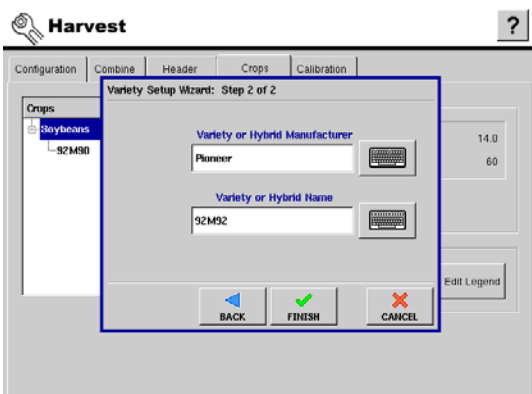 Harvest
?
Configuration Combine Header Crops Calibration
Variety Setup Wizard: Step 2 of 2
Crops
Soybeans
92M90
Variety or Hybrid Manufacturer
Pioneer
14.0
60
Variety or Hybrid Name
92M92
Edit Legend
BACK FINISH CANCEL